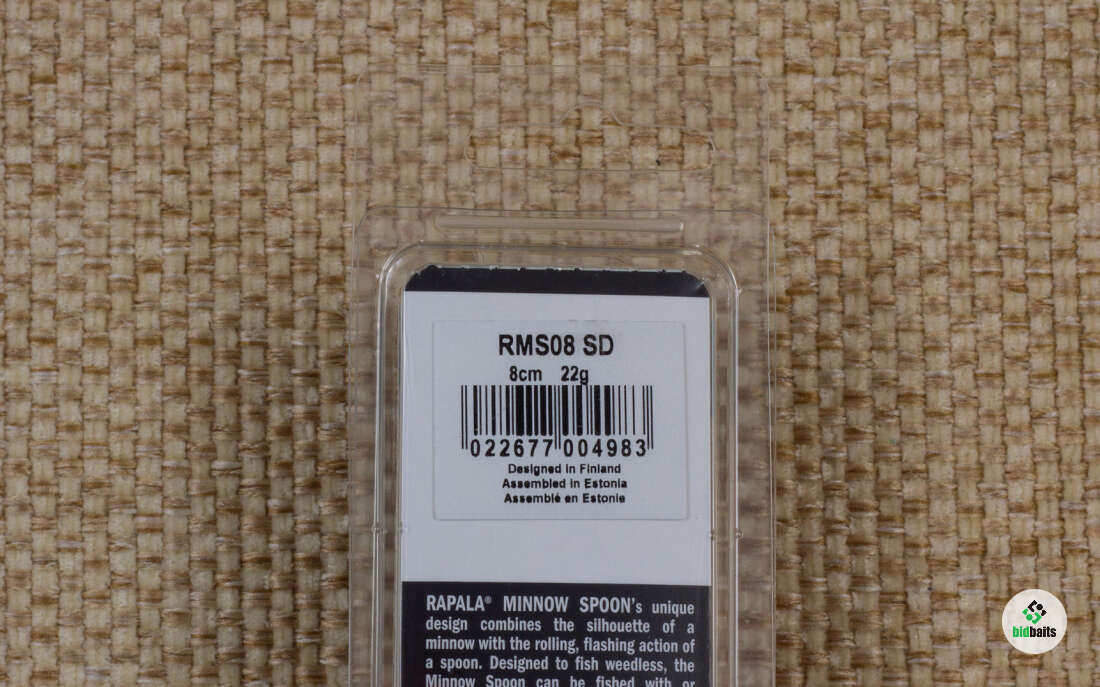 RMS08 SD
8cm 22g
022677 004983
Designed in Finland
Assembled in Estonia
Assemblé en Estonie
RAPALA® MINNOW SPOON's unique
design combines the silhouette of a
minnow with the rolling, flashing action of
a spoon. Designed to fish weedless, the
Minnow Spoon can be fished with or
bidbaits